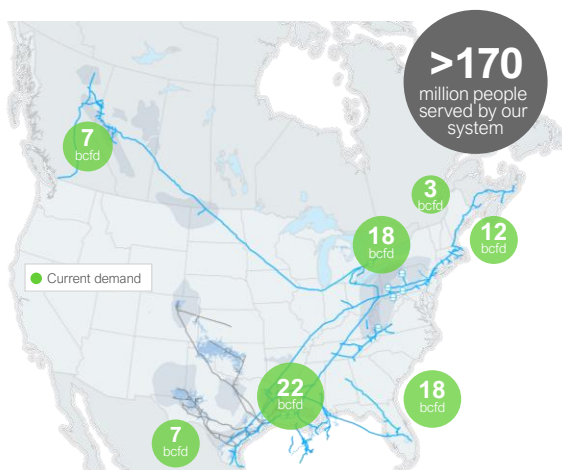 >170
million people
served by our
system
7
bcfd
3
bcfd
18
bcfd
12
bcfd
Current demand
22
bcfd
18
bcfd
7
bcfd